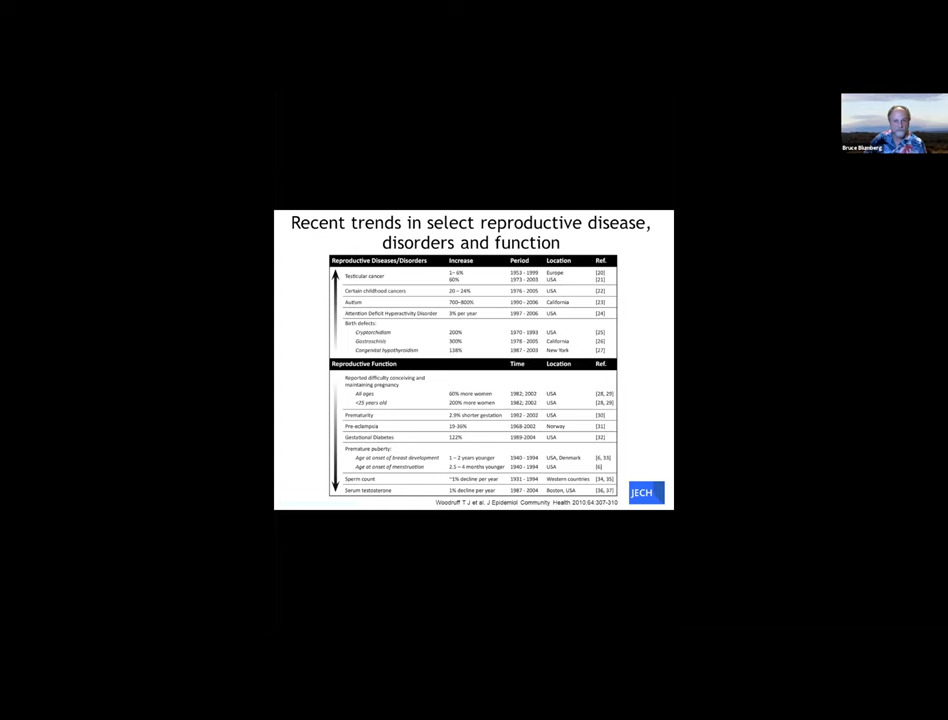 Bruce Blumberg
Recent trends in select reproductive disease,
disorders and function
Reproductive Diseases/Disorders Increase Period Location Ref.
Testicular cancer 1– 6% 1953 - 1999 Europe [20]
60% 1973 - 2003 USA [21]
Certain childhood cancers 20 – 24% 1976 - 2005 USA [22]
Autism 700–800% 1990 - 2006 California [23]
Attention Deficit Hyperactivity Disorder 3% per year 1997 - 2006 USA [24]
Birth defects:
Cryptorchidism 200% 1970 - 1993 USA [25]
Gastroschisis 300% 1978 - 2005 California [26]
Congenital hypothyroidism 138% 1987 - 2003 New York [27]
Reproductive Function Time Location Ref.
Reported difficulty conceiving and
maintaining pregnancy
All ages 60% more women 1982; 2002 USA [28, 29]
<25 years old 200% more women 1982; 2002 USA [28, 29]
Prematurity 2.9% shorter gestation 1992 - 2002 USA [30]
Pre-eclampsia 19-36% 1968-2002 Norway [31]
Gestational Diabetes 122% 1989-2004 USA [32]
Premature puberty:
Age at onset of breast development 1 – 2 years younger 1940 - 1994 USA, Denmark [6, 33]
Age at onset of menstruation 2.5 – 4 months younger 1940 - 1994 USA [6]
Sperm count ~1% decline per year 1931 - 1994 Western countries [34, 35]
Serum testosterone 1% decline per year 1987 - 2004 Boston, USA [36, 37]
JECH
Woodruff T J et al. J Epidemiol Community Health 2010;64:307-310